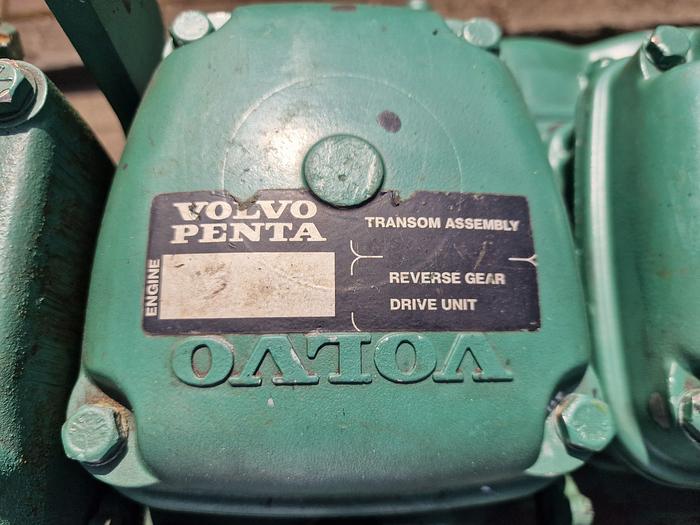 VOLVO
PENTA
ENGINE
TRANSOM ASSEMBLY
REVERSE GEAR
DRIVE UNIT
VOLVO